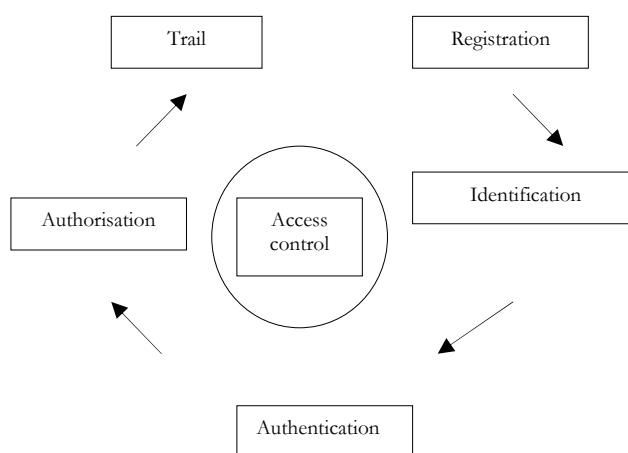 Trail
Registration
Identification
Authorisation
Access
control
Authentication